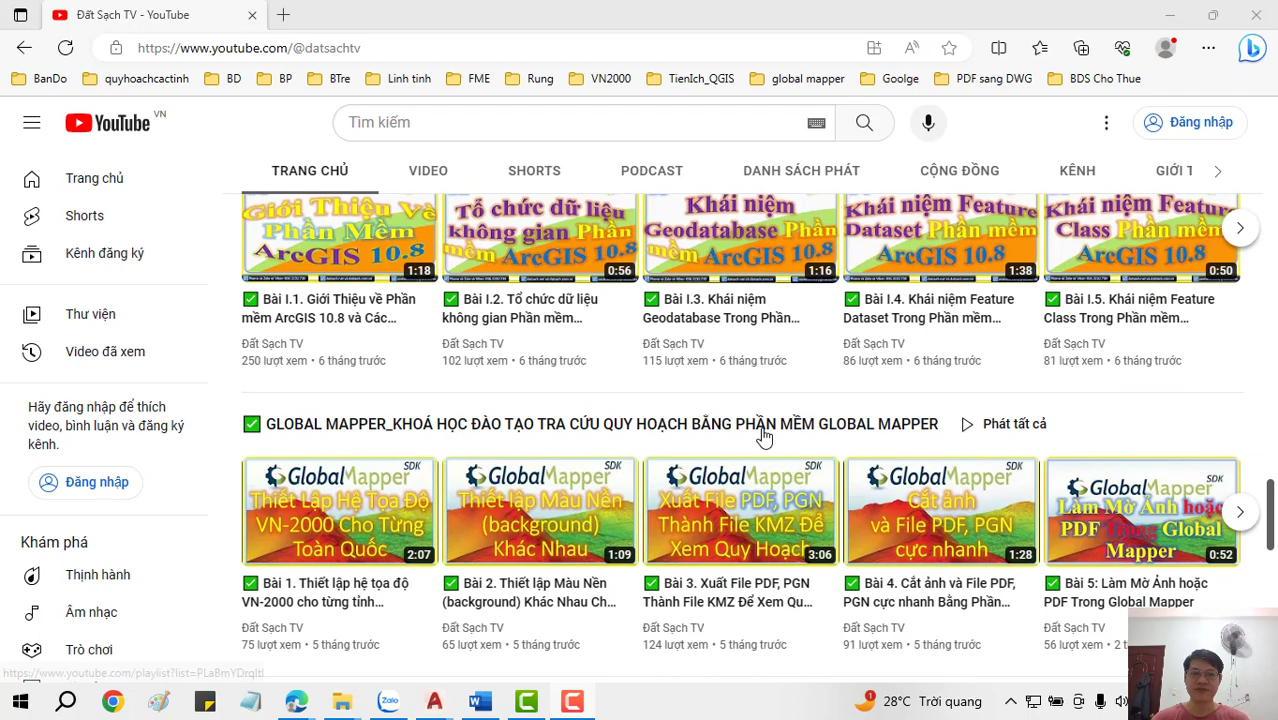 Đất Sạch TV - YouTube
https://www.youtube.com/@datsachtv
BanDo quyhoachcactinh BD BP BTre Linh tinh FME Rung VN2000 TienIch_QGIS global mapper Goolge PDF sang DWG BDS Cho Thue
YouTube VN
Tìm kiếm
Đăng nhập
TRANG CHỦ VIDEO SHORTS PODCAST DANH SÁCH PHÁT CỘNG ĐỒNG KÊNH GIỚI T
Trang chủ
Shorts
Kênh đăng ký
Thư viện
Video đã xem
Hãy đăng nhập để thích
video, bình luận và đăng ký
kênh.
Đăng nhập
Khám phá
Thịnh hành
Âm nhạc
Trò chơi
Giới Thiệu Về
Phần Mềm
ArcGIS 10.8
1:18
✅ Bài I.1. Giới Thiệu về Phần
mềm ArcGIS 10.8 và Các...
Đất Sạch TV
250 lượt xem • 6 tháng trước
Tổ chức dữ liệu
không gian Phần
mềm ArcGIS 10.8
0:56
✅ Bài I.2. Tổ chức dữ liệu
không gian Phần mềm...
Đất Sạch TV
102 lượt xem • 6 tháng trước
Khái niệm
Geodatabase Trong
Phần mềm ArcGIS 10.8
1:16
✅ Bài I.3. Khái niệm
Geodatabase Trong Phần...
Đất Sạch TV
115 lượt xem • 6 tháng trước
Khái niệm Feature
Dataset Trong Phần mềm
ArcGIS 10.8
1:38
✅ Bài I.4. Khái niệm Feature
Dataset Trong Phần mềm...
Đất Sạch TV
86 lượt xem • 6 tháng trước
Khái niệm Feature
Class Trong Phần mềm
ArcGIS 10.8
0:50
✅ Bài I.5. Khái niệm Feature
Class Trong Phần mềm...
Đất Sạch TV
81 lượt xem • 6 tháng trước
✅ GLOBAL MAPPER_KHOÁ HỌC ĐÀO TẠO TRA CỨU QUY HOẠCH BẰNG PHẦN MỀM GLOBAL MAPPER Phát tất cả
GlobalMapper SDK
Thiết Lập Hệ Tọa Độ
VN-2000 Cho Từng
Toàn Quốc
2:07
✅ Bài 1. Thiết lập hệ tọa độ
VN-2000 cho từng tỉnh...
Đất Sạch TV
75 lượt xem • 5 tháng trước
GlobalMapper SDK
Thiết lập Màu Nền
(background)
Khác Nhau
1:09
✅ Bài 2. Thiết lập Màu Nền
(background) Khác Nhau Ch...
Đất Sạch TV
65 lượt xem • 5 tháng trước
GlobalMapper SDK
Xuất File PDF, PGN
Thành File KMZ Để
Xem Quy Hoạch
3:06
✅ Bài 3. Xuất File PDF, PGN
Thành File KMZ Để Xem Qu...
Đất Sạch TV
124 lượt xem • 5 tháng trước
GlobalMapper SDK
Cắt ảnh
và File PDF, PGN
cực nhanh
1:28
✅ Bài 4. Cắt ảnh và File PDF,
PGN cực nhanh Bằng Phần...
Đất Sạch TV
91 lượt xem • 5 tháng trước
GlobalMapper SDK
Làm Mờ Ảnh hoặc
PDF Trong Global
Mapper
0:52
✅ Bài 5: Làm Mờ Ảnh hoặc
PDF Trong Global Mapper
Đất Sạch TV
56 lượt xem • 2 t
28°C Trời quang